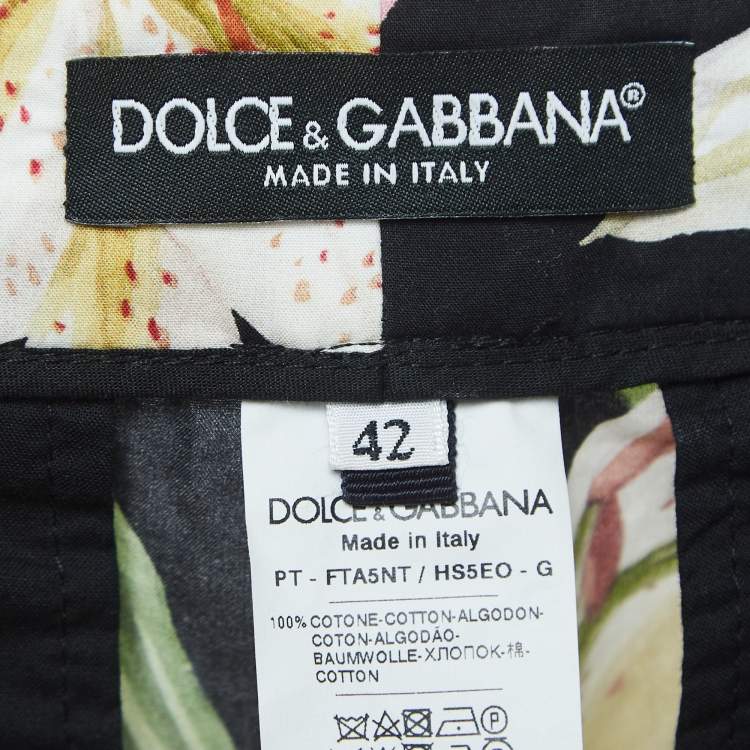 DOLCE & GABBANA®
MADE IN ITALY
42
DOLCE & GABBANA
Made in Italy
PT - FTA5NT / HS5EO - G
100% COTONE-COTTON-ALGODON-
COTON-ALGODÃO-
BAUMWOLLE-ХЛОПОК-棉-
COTTON
P